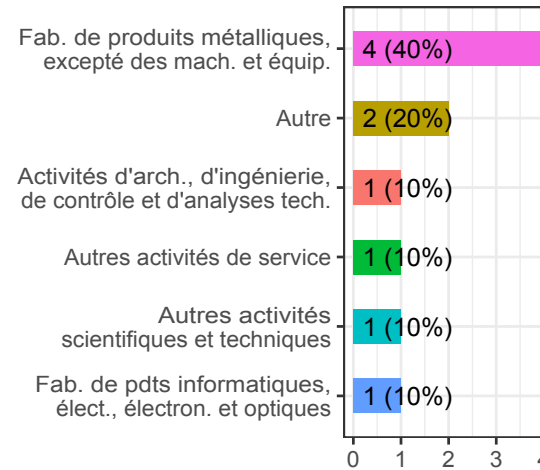 Fab. de produits métalliques,
excepté des mach. et équip.
4 (40%)
Autre
2 (20%)
Activités d'arch., d'ingénierie,
de contrôle et d'analyses tech.
1 (10%)
Autres activités de service
1 (10%)
Autres activités
scientifiques et techniques
1 (10%)
Fab. de pdts informatiques,
élect., électron. et optiques
1 (10%)
0 1 2 3 4